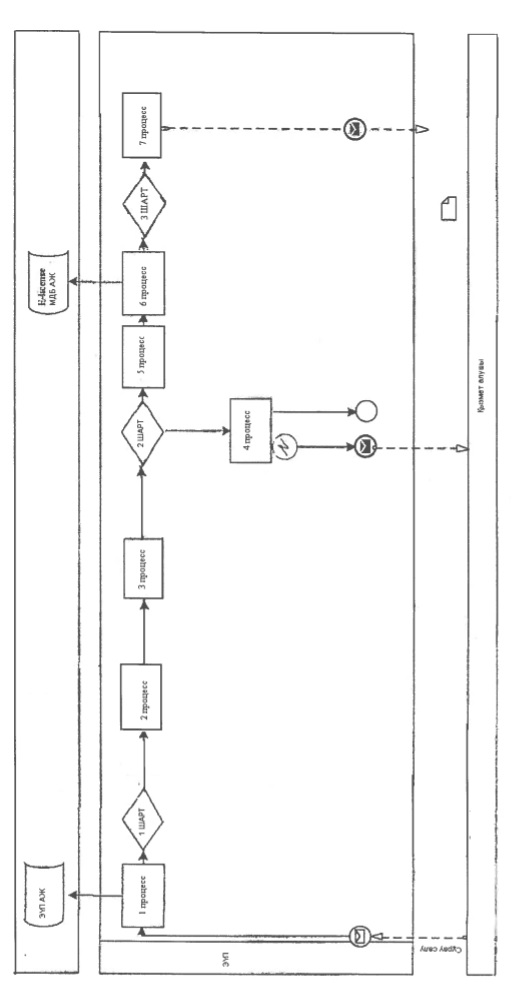 E-license
МДБ АЖ
ЭҮП АЖ
7 процесс
3 ШАРТ
6 процесс
5 процесс
2 ШАРТ
4 процесс
3 процесс
2 процесс
1 ШАРТ
1 процесс
ЭҮП
Сұрау салу
Қызмет алушы